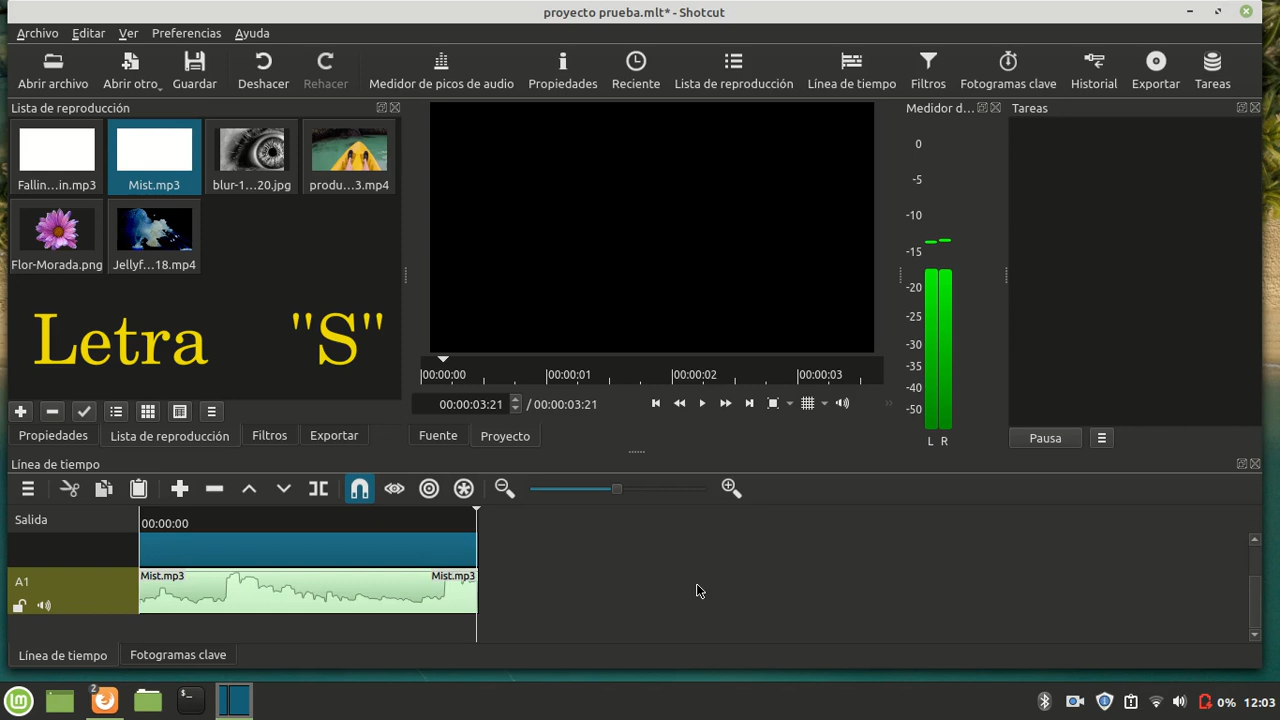 proyecto prueba.mlt* - Shotcut
Archivo Editar Ver Preferencias Ayuda
Abrir archivo Abrir otro Guardar Deshacer Rehacer Medidor de picos de audio Propiedades Reciente Lista de reproducción Línea de tiempo Filtros Fotogramas clave Historial Exportar Tareas
Lista de reproducción
Fallin...in.mp3 Mist.mp3 blur-1...20.jpg produ...3.mp4
Flor-Morada.png Jellyf...18.mp4
Letra "S"
Propiedades Lista de reproducción Filtros Exportar
|00:00:00 |00:00:01 |00:00:02 |00:00:03
00:00:03:21 / 00:00:03:21
Fuente Proyecto
Medidor d...
0
-5
-10
-15
-20
-25
-30
-35
-40
-50
L R
Tareas
Pausa
Línea de tiempo
Salida
00:00:00
A1
Mist.mp3 Mist.mp3
Línea de tiempo Fotogramas clave
2
lm
$_
0% 12:03